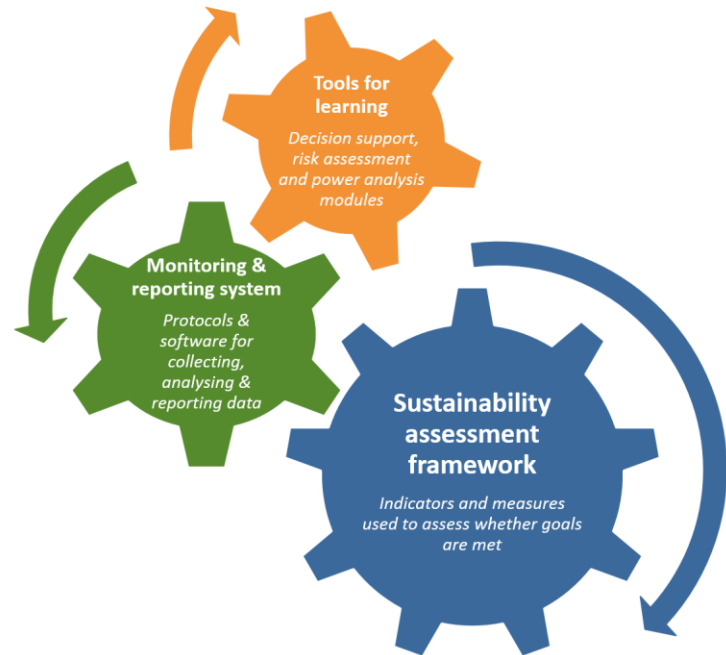 Tools for
learning
Decision support,
risk assessment
and power analysis
modules
Monitoring &
reporting system
Protocols &
software for
collecting,
analysing &
reporting data
Sustainability
assessment
framework
Indicators and measures
used to assess whether goals
are met